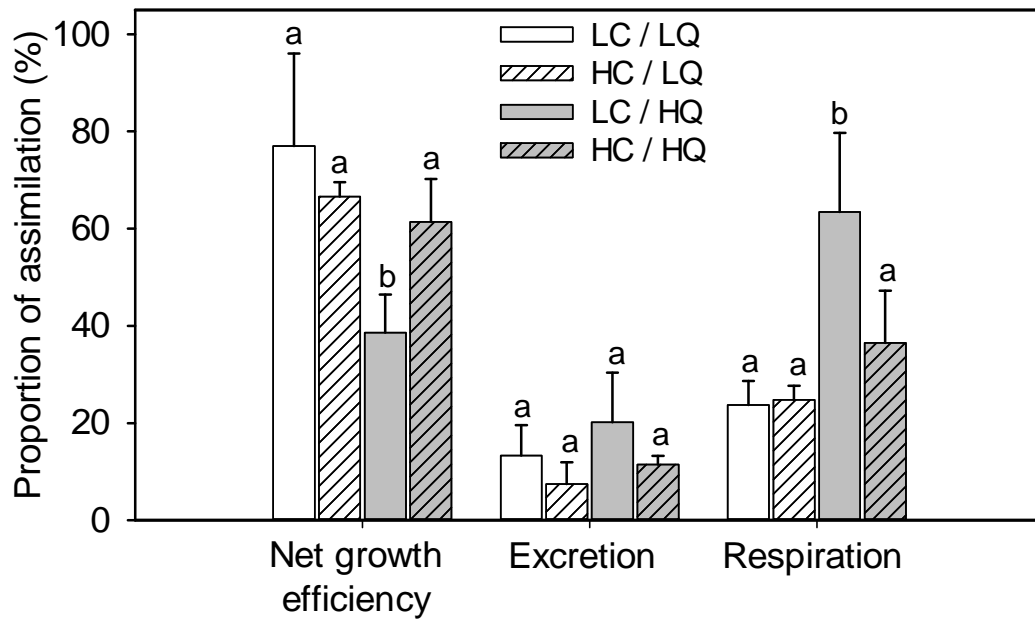 Proportion of assimilation (%)
100
80
60
40
20
0
LC / LQ
HC / LQ
LC / HQ
HC / HQ
a
a
b
a
a
a
a
a
a
a
b
a
Net growth
efficiency
Excretion
Respiration